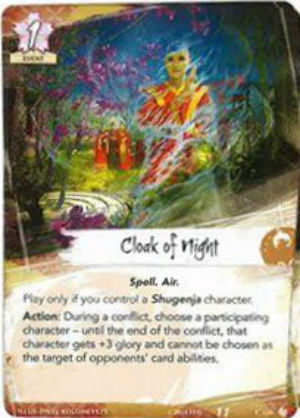 1
EVENT
Cloak of Night
Spell. Air.
Play only if you control a Shugenja character.
Action: During a conflict, choose a participating
character – until the end of the conflict, that
character gets +3 glory and cannot be chosen as
the target of opponents' card abilities.
11